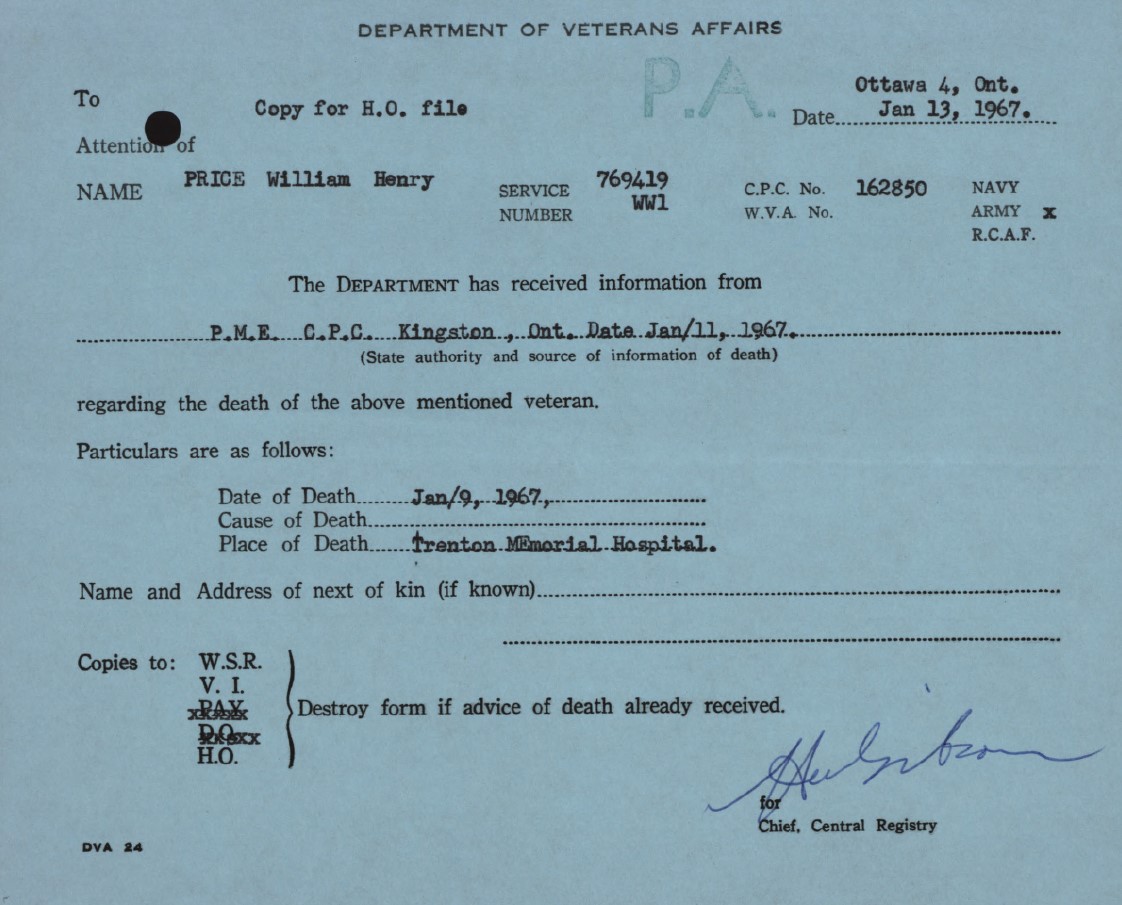 DEPARTMENT OF VETERANS AFFAIRS
P.A.
Ottawa 4, Ont.
To Copy for H.O. file Date Jan 13, 1967.
Attention of
NAME PRICE William Henry SERVICE NUMBER 769419 WW1 C.P.C. No. 162850 NAVY
W.V.A. No. ARMY x
R.C.A.F.
The DEPARTMENT has received information from
P.M.E. C.P.C. Kingston, Ont. Date Jan/11, 1967.
(State authority and source of information of death)
regarding the death of the above mentioned veteran.
Particulars are as follows:
Date of Death Jan/9, 1967,
Cause of Death
Place of Death trenton MEmorial Hospital.
Name and Address of next of kin (if known)
Copies to: W.S.R.
V. I.
PAY
D.O.
H.O.
Destroy form if advice of death already received.
for
Chief, Central Registry
DVA 24